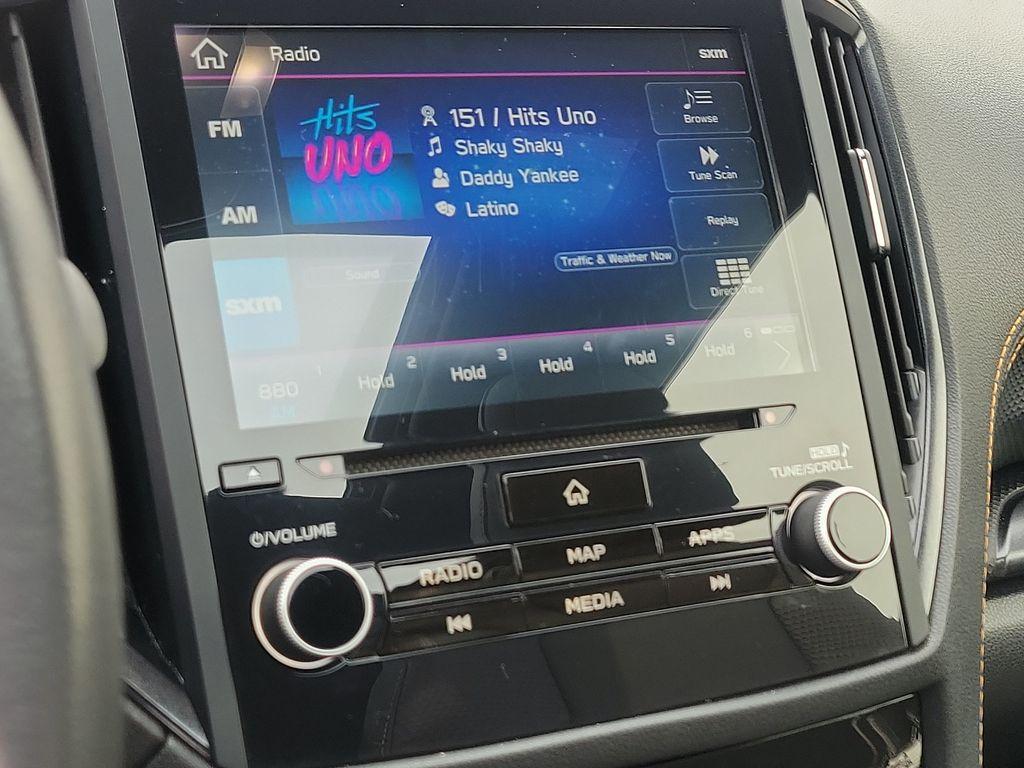 Radio
sxm
FM
AM
sxm
Hits
UNO
151 / Hits Uno
Shaky Shaky
Daddy Yankee
Latino
Browse
Tune Scan
Replay
Direct Tune
Traffic & Weather Now
Sound
1
880
AM
2
Hold
3
Hold
4
Hold
5
Hold
6
Hold
HOLD
TUNE/SCROLL
/VOLUME
RADIO
MAP
APPS
MEDIA